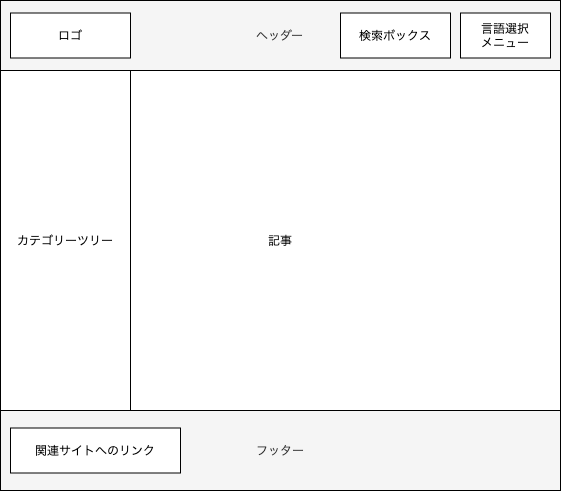 ロゴ
ヘッダー
検索ボックス
言語選択
メニュー
カテゴリーツリー
記事
関連サイトへのリンク
フッター